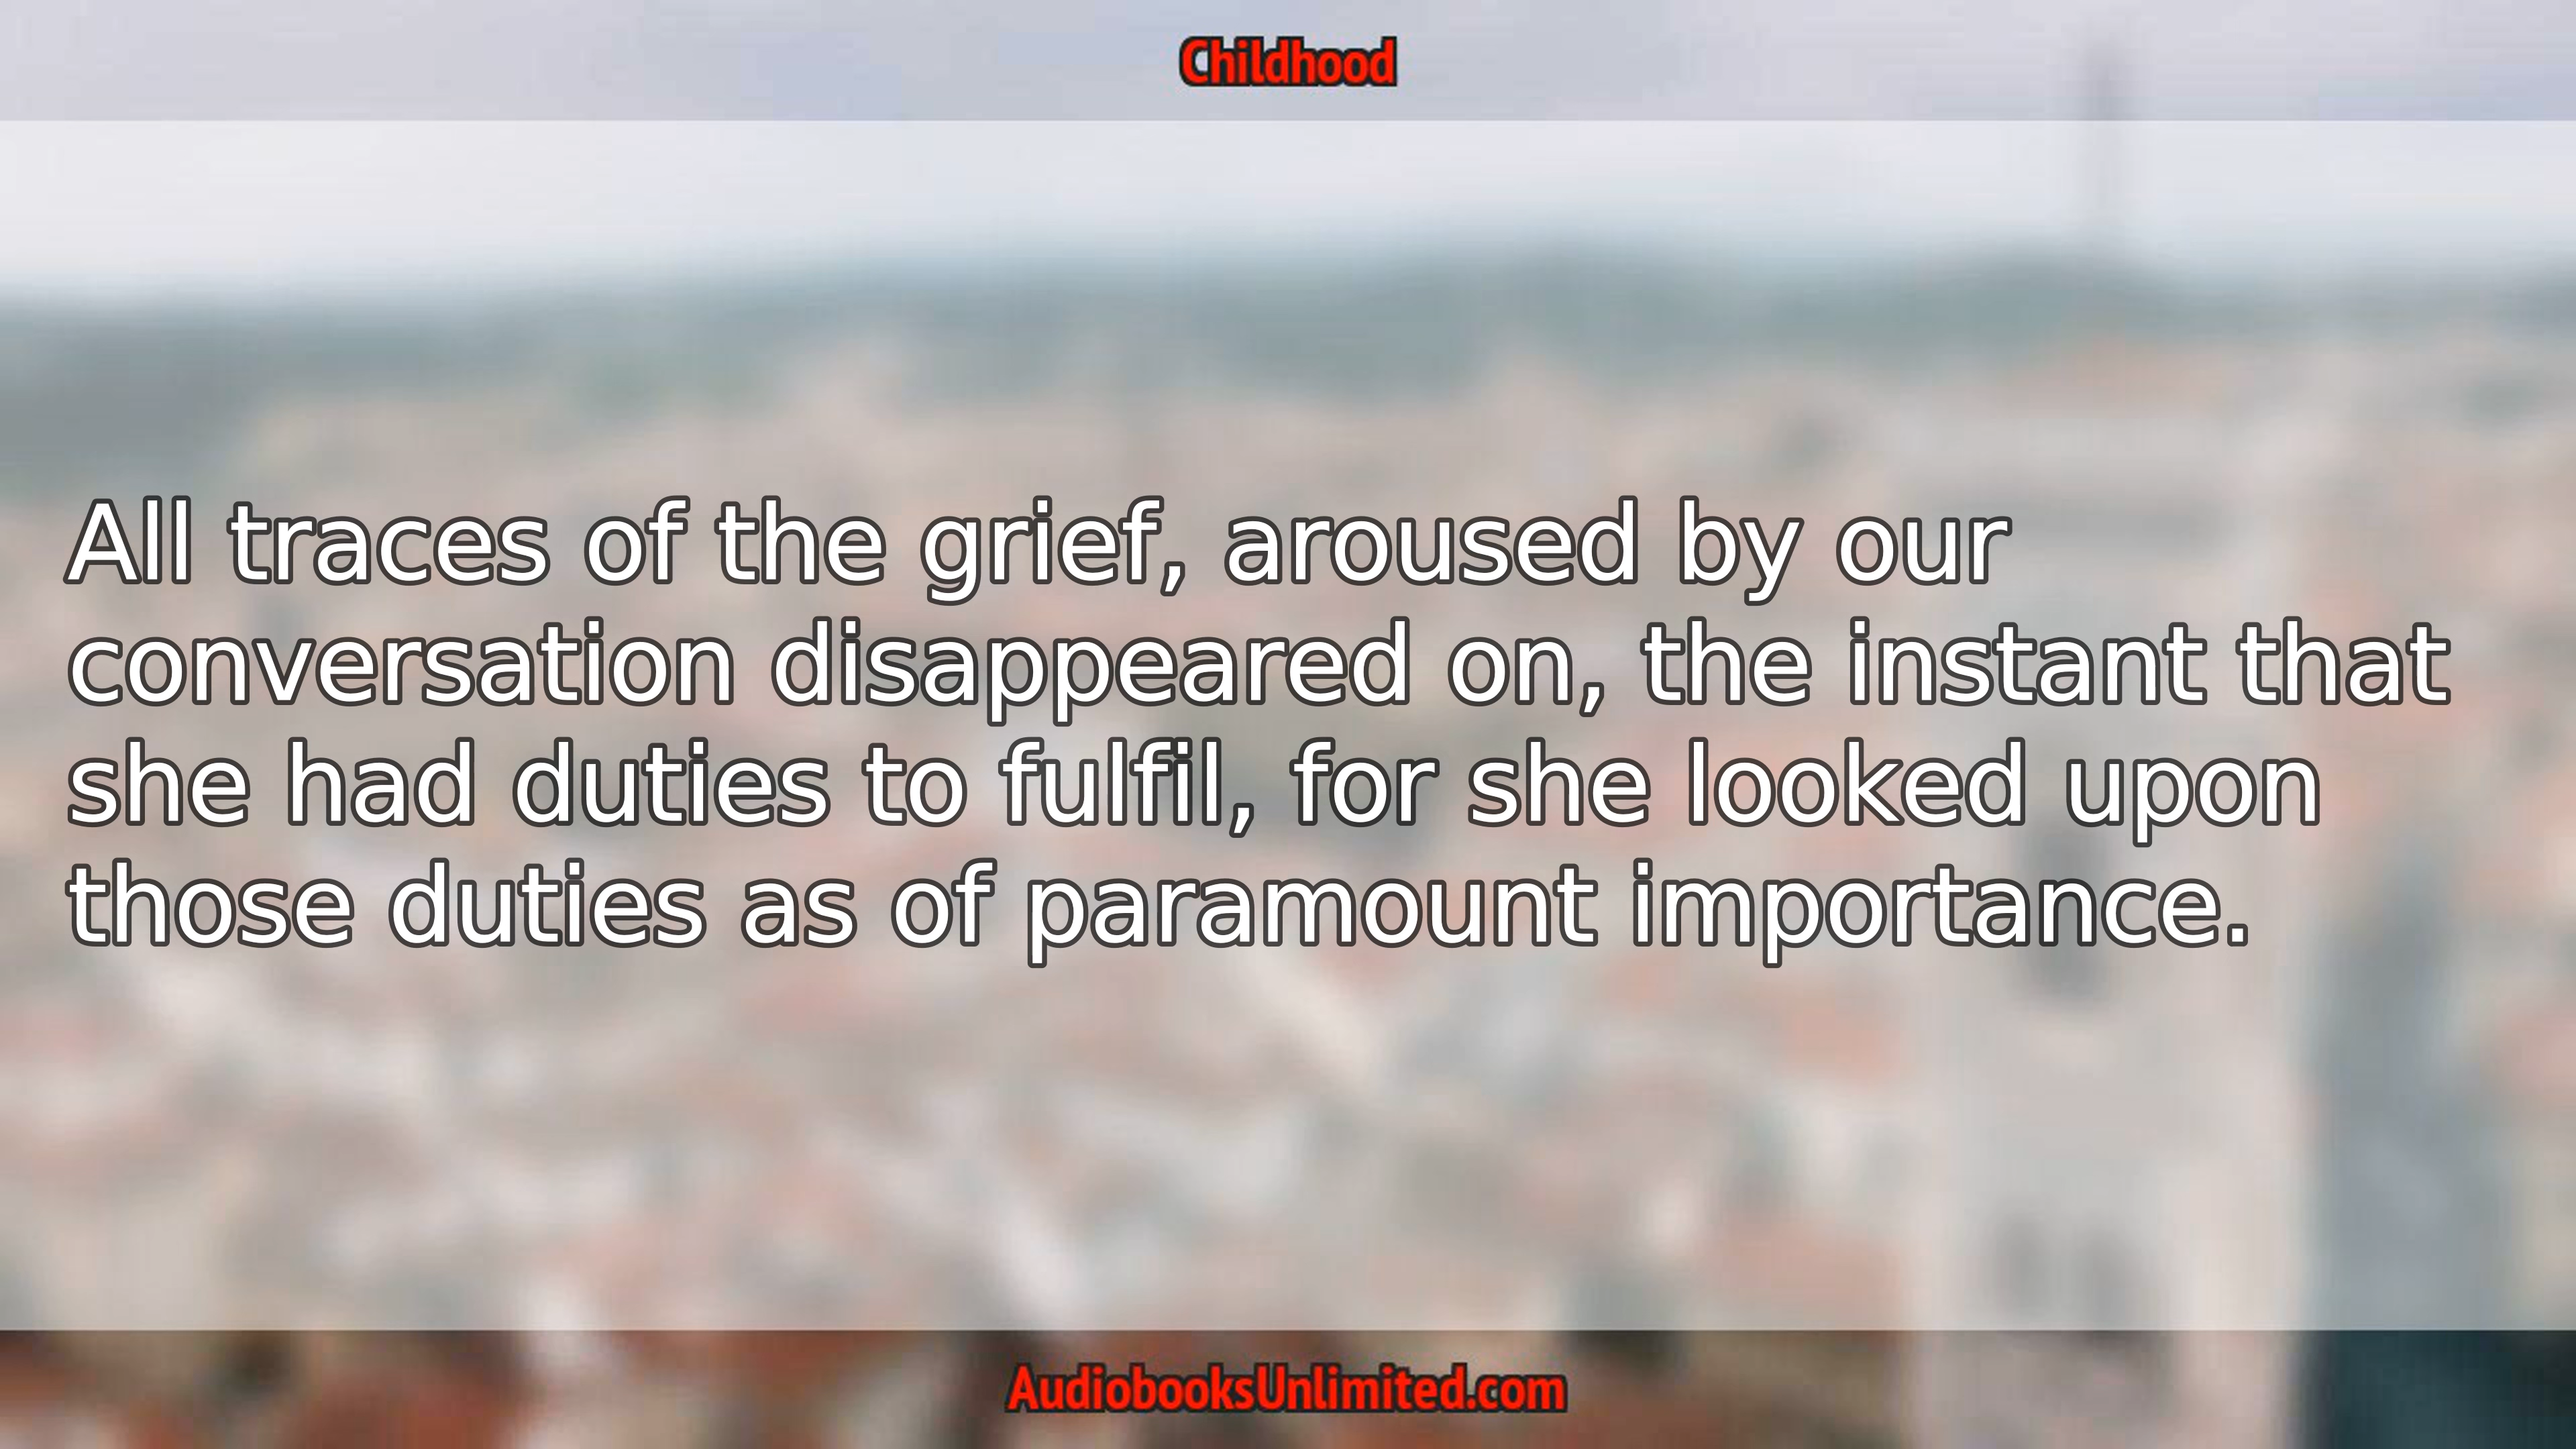 Childhood
All traces of the grief, aroused by our
conversation disappeared on, the instant that
she had duties to fulfil, for she looked upon
those duties as of paramount importance.
AudiobooksUnlimited.com